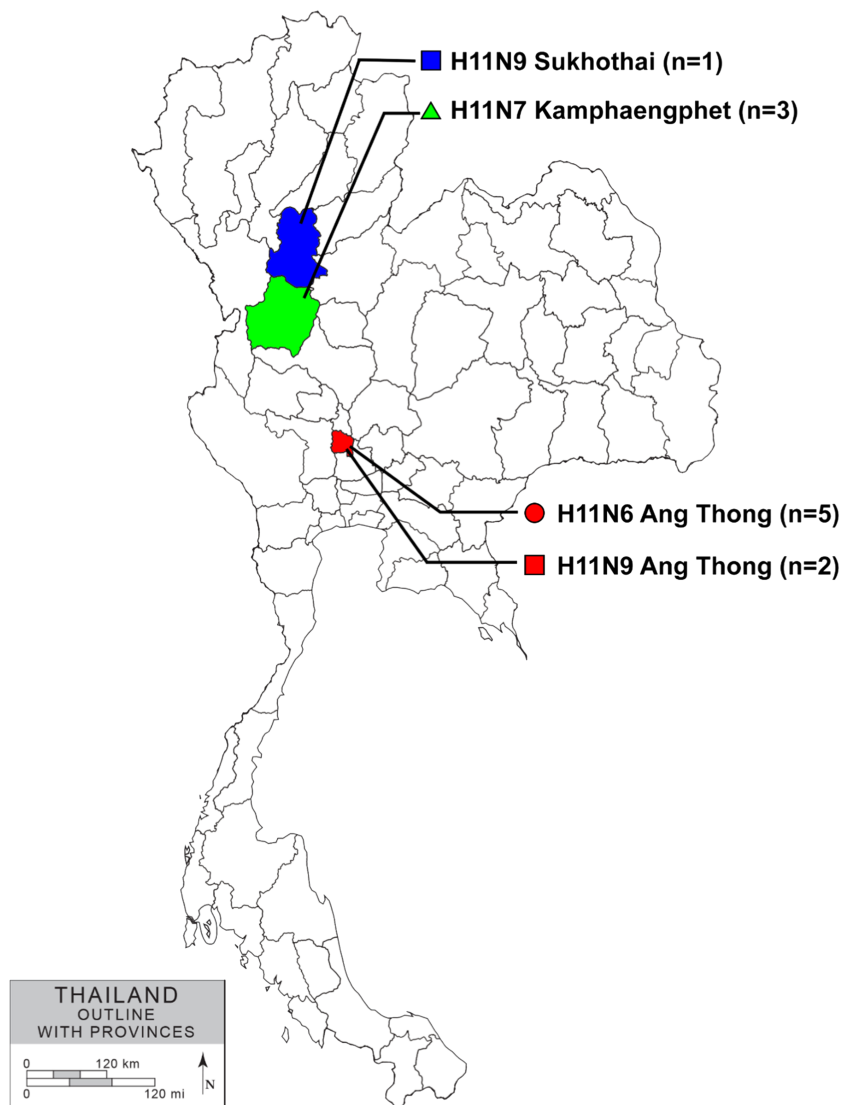 H11N9 Sukhothai (n=1)
H11N7 Kamphaengphet (n=3)
H11N6 Ang Thong (n=5)
H11N9 Ang Thong (n=2)
THAILAND
OUTLINE
WITH PROVINCES
0 120 km
N
0 120 mi